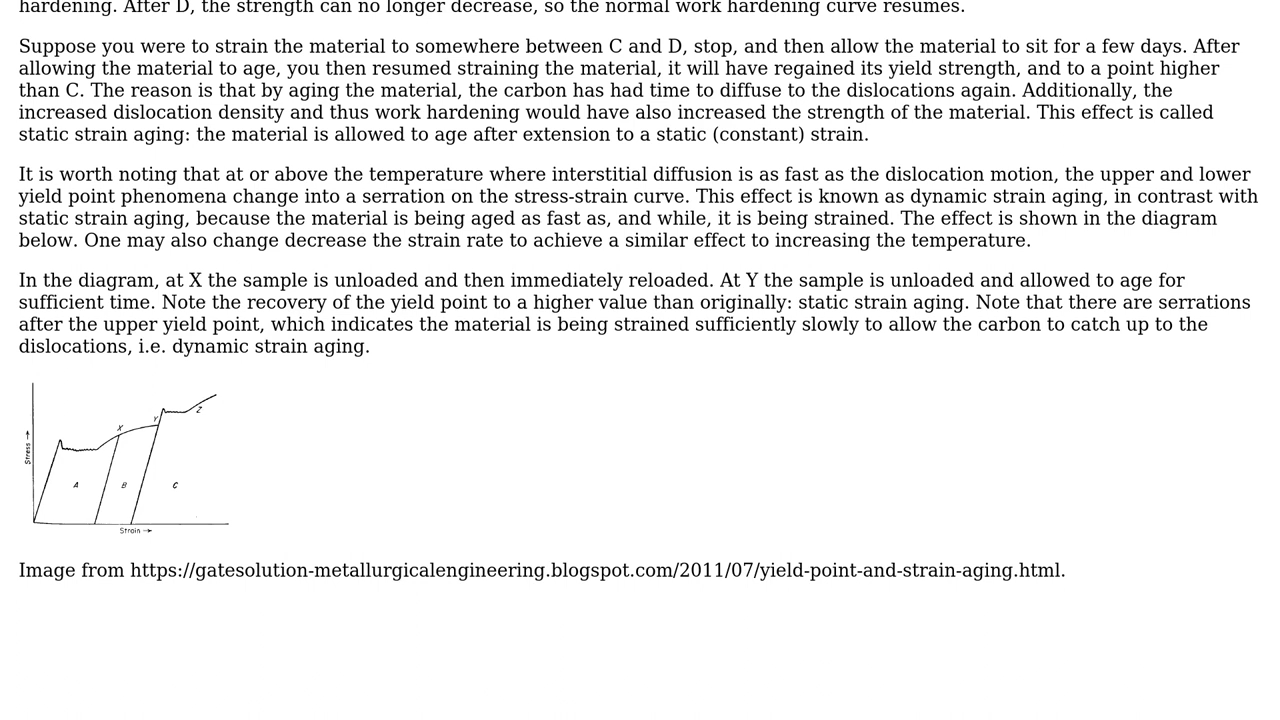 hardening. After D, the strength can no longer decrease, so the normal work hardening curve resumes.
Suppose you were to strain the material to somewhere between C and D, stop, and then allow the material to sit for a few days. After
allowing the material to age, you then resumed straining the material, it will have regained its yield strength, and to a point higher
than C. The reason is that by aging the material, the carbon has had time to diffuse to the dislocations again. Additionally, the
increased dislocation density and thus work hardening would have also increased the strength of the material. This effect is called
static strain aging: the material is allowed to age after extension to a static (constant) strain.
It is worth noting that at or above the temperature where interstitial diffusion is as fast as the dislocation motion, the upper and lower
yield point phenomena change into a serration on the stress-strain curve. This effect is known as dynamic strain aging, in contrast with
static strain aging, because the material is being aged as fast as, and while, it is being strained. The effect is shown in the diagram
below. One may also change decrease the strain rate to achieve a similar effect to increasing the temperature.
In the diagram, at X the sample is unloaded and then immediately reloaded. At Y the sample is unloaded and allowed to age for
sufficient time. Note the recovery of the yield point to a higher value than originally: static strain aging. Note that there are serrations
after the upper yield point, which indicates the material is being strained sufficiently slowly to allow the carbon to catch up to the
dislocations, i.e. dynamic strain aging.
Stress →
X
Y
Z
A
B
C
Strain →
Image from https://gatesolution-metallurgicalengineering.blogspot.com/2011/07/yield-point-and-strain-aging.html.